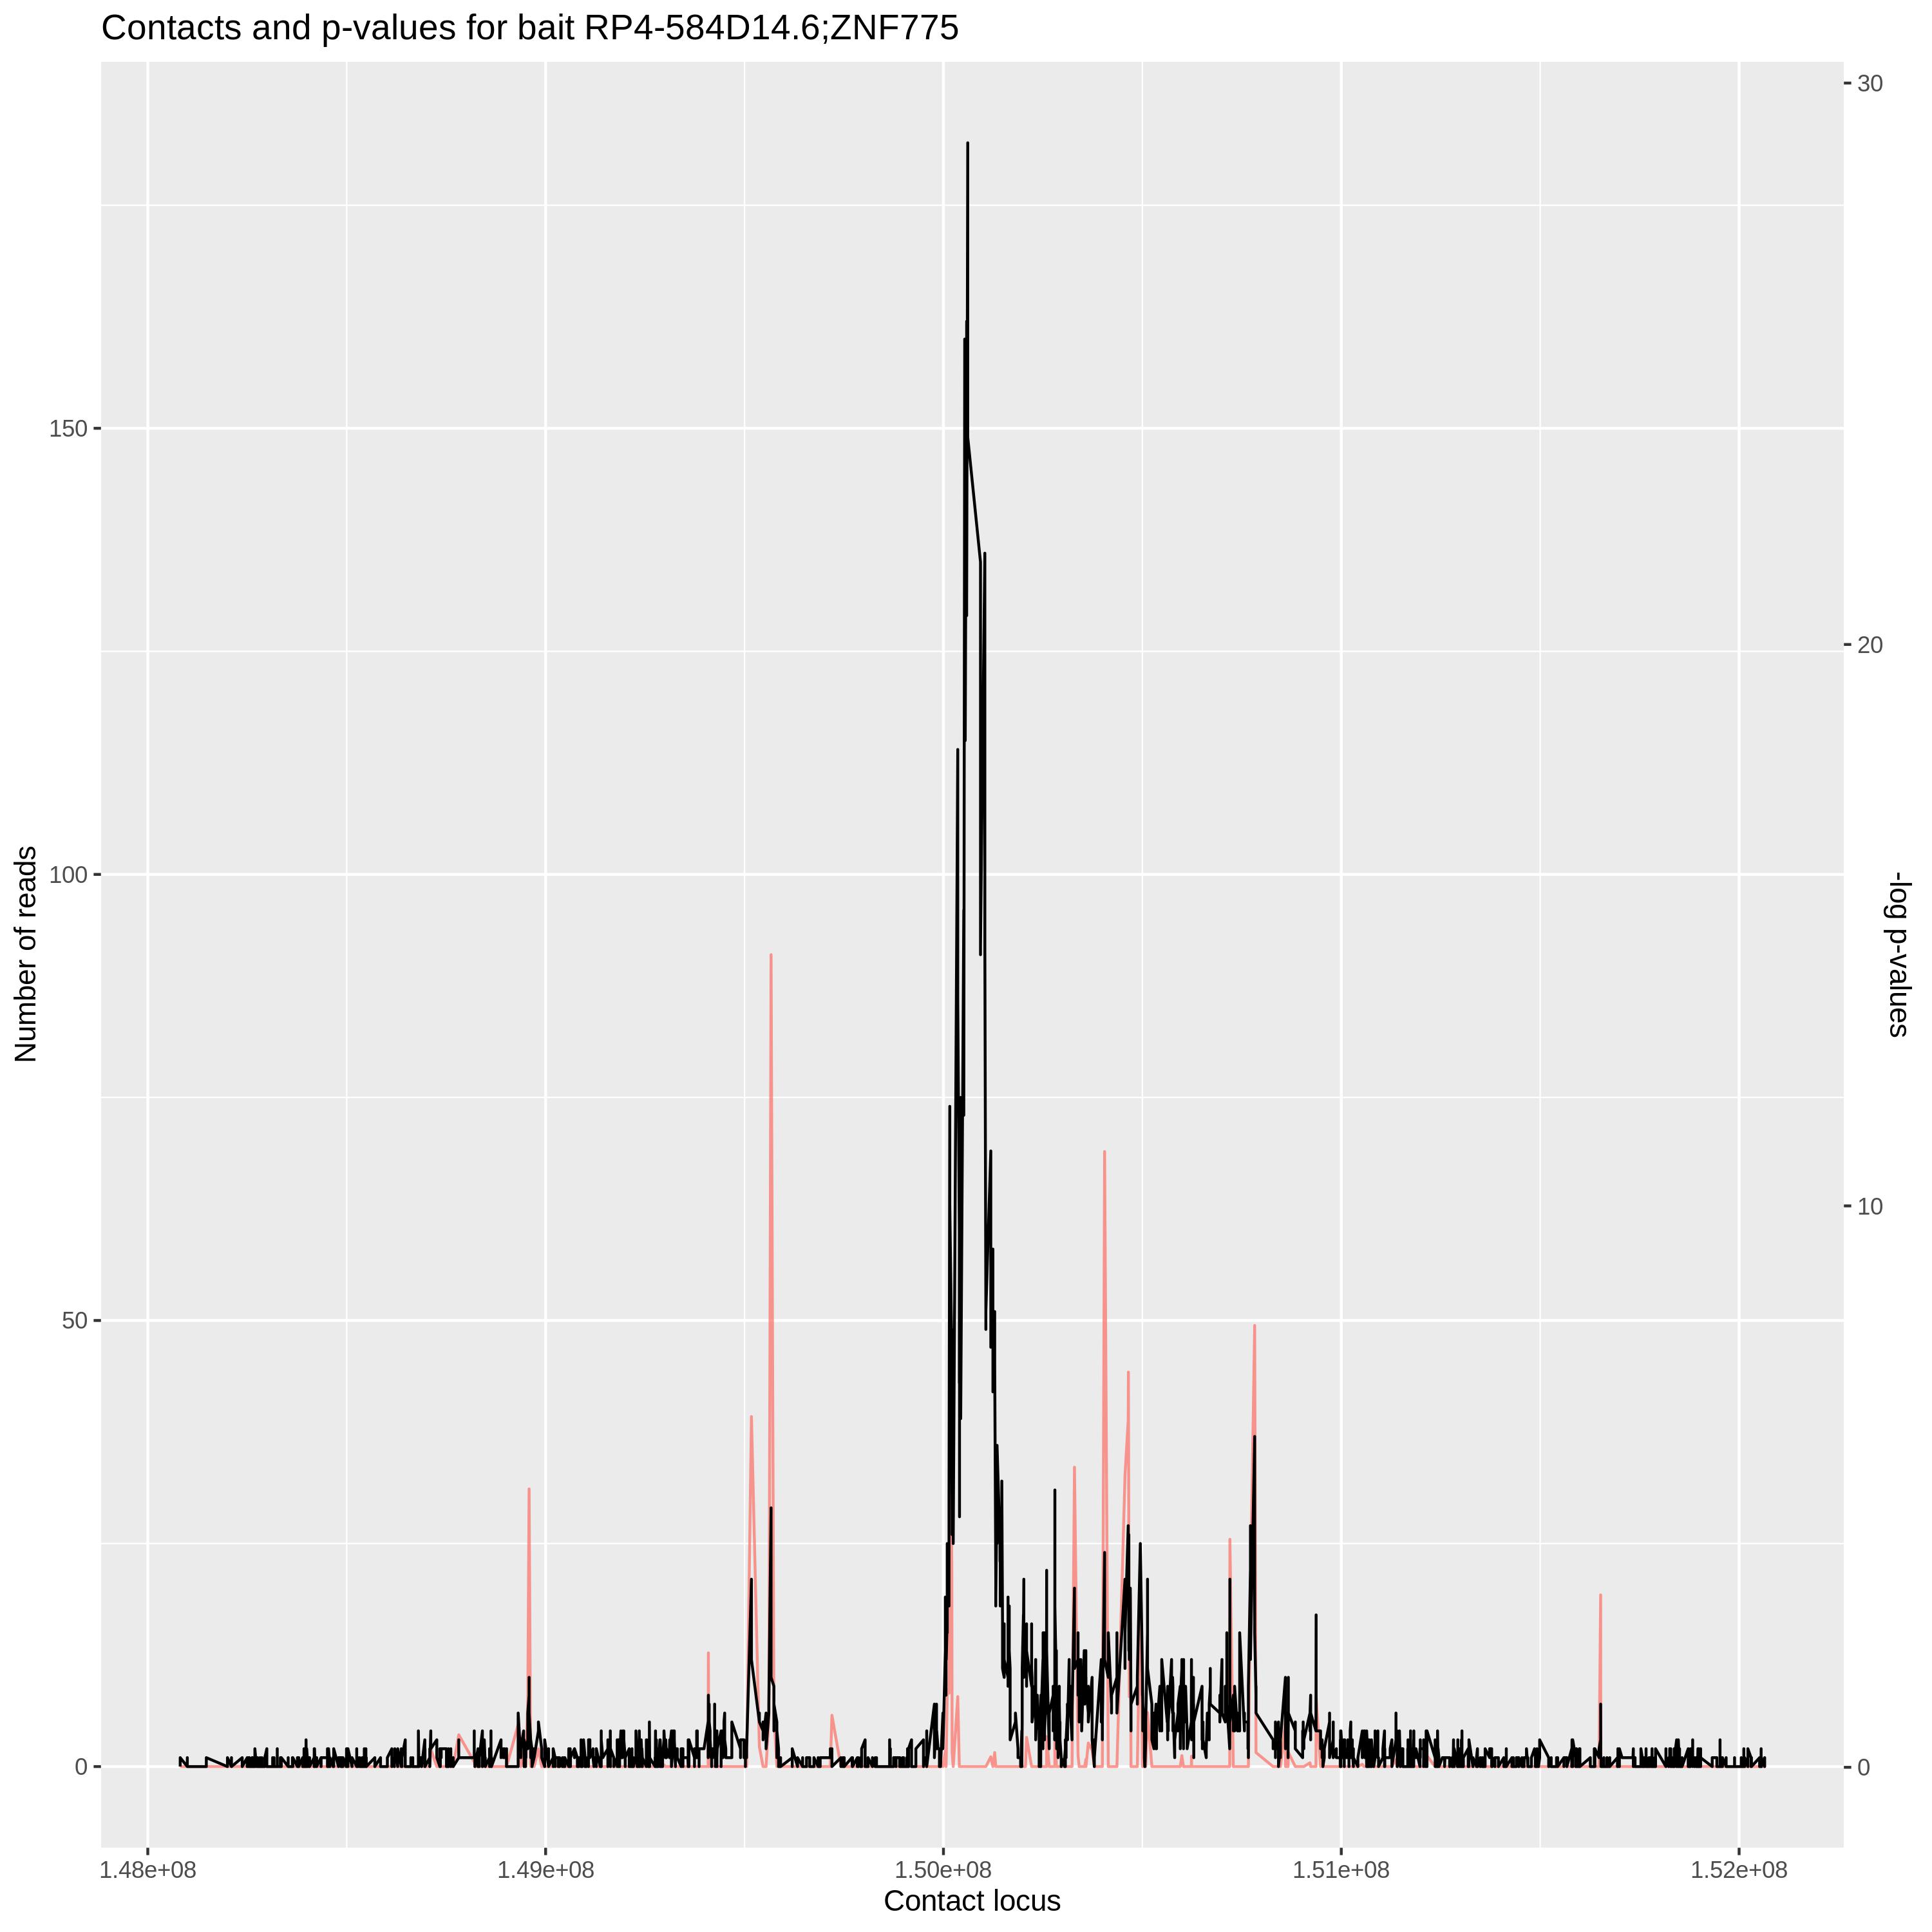 Contacts and p-values for bait RP4-584D14.6;ZNF775
30
150
20
100
Number of reads
-log p-values
10
50
0
0
1.48e+08
1.49e+08
1.50e+08
1.51e+08
1.52e+08
Contact locus